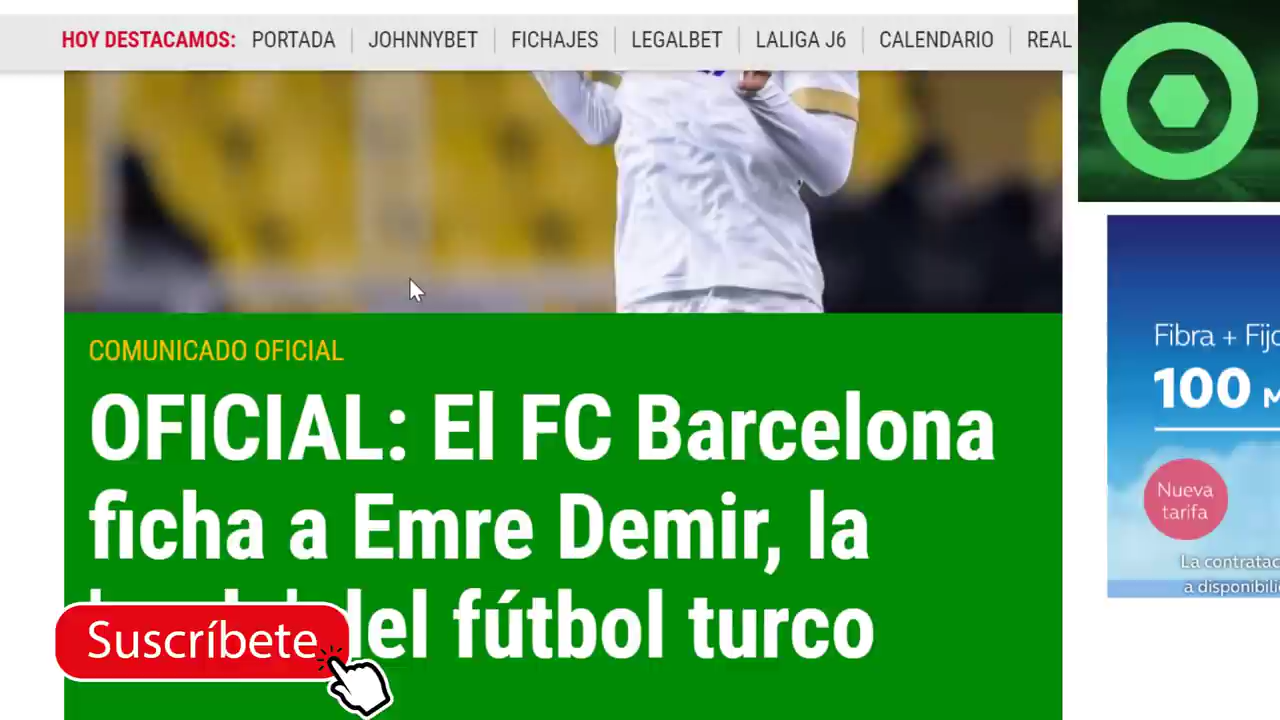 HOY DESTACAMOS: PORTADA JOHNNYBET FICHAJES LEGALBET LALIGA J6 CALENDARIO REAL
COMUNICADO OFICIAL
OFICIAL: El FC Barcelona
ficha a Emre Demir, la
del fútbol turco
Suscríbete
Fibra + Fijo
100 M
Nueva
tarifa
La contratac
a disponibili